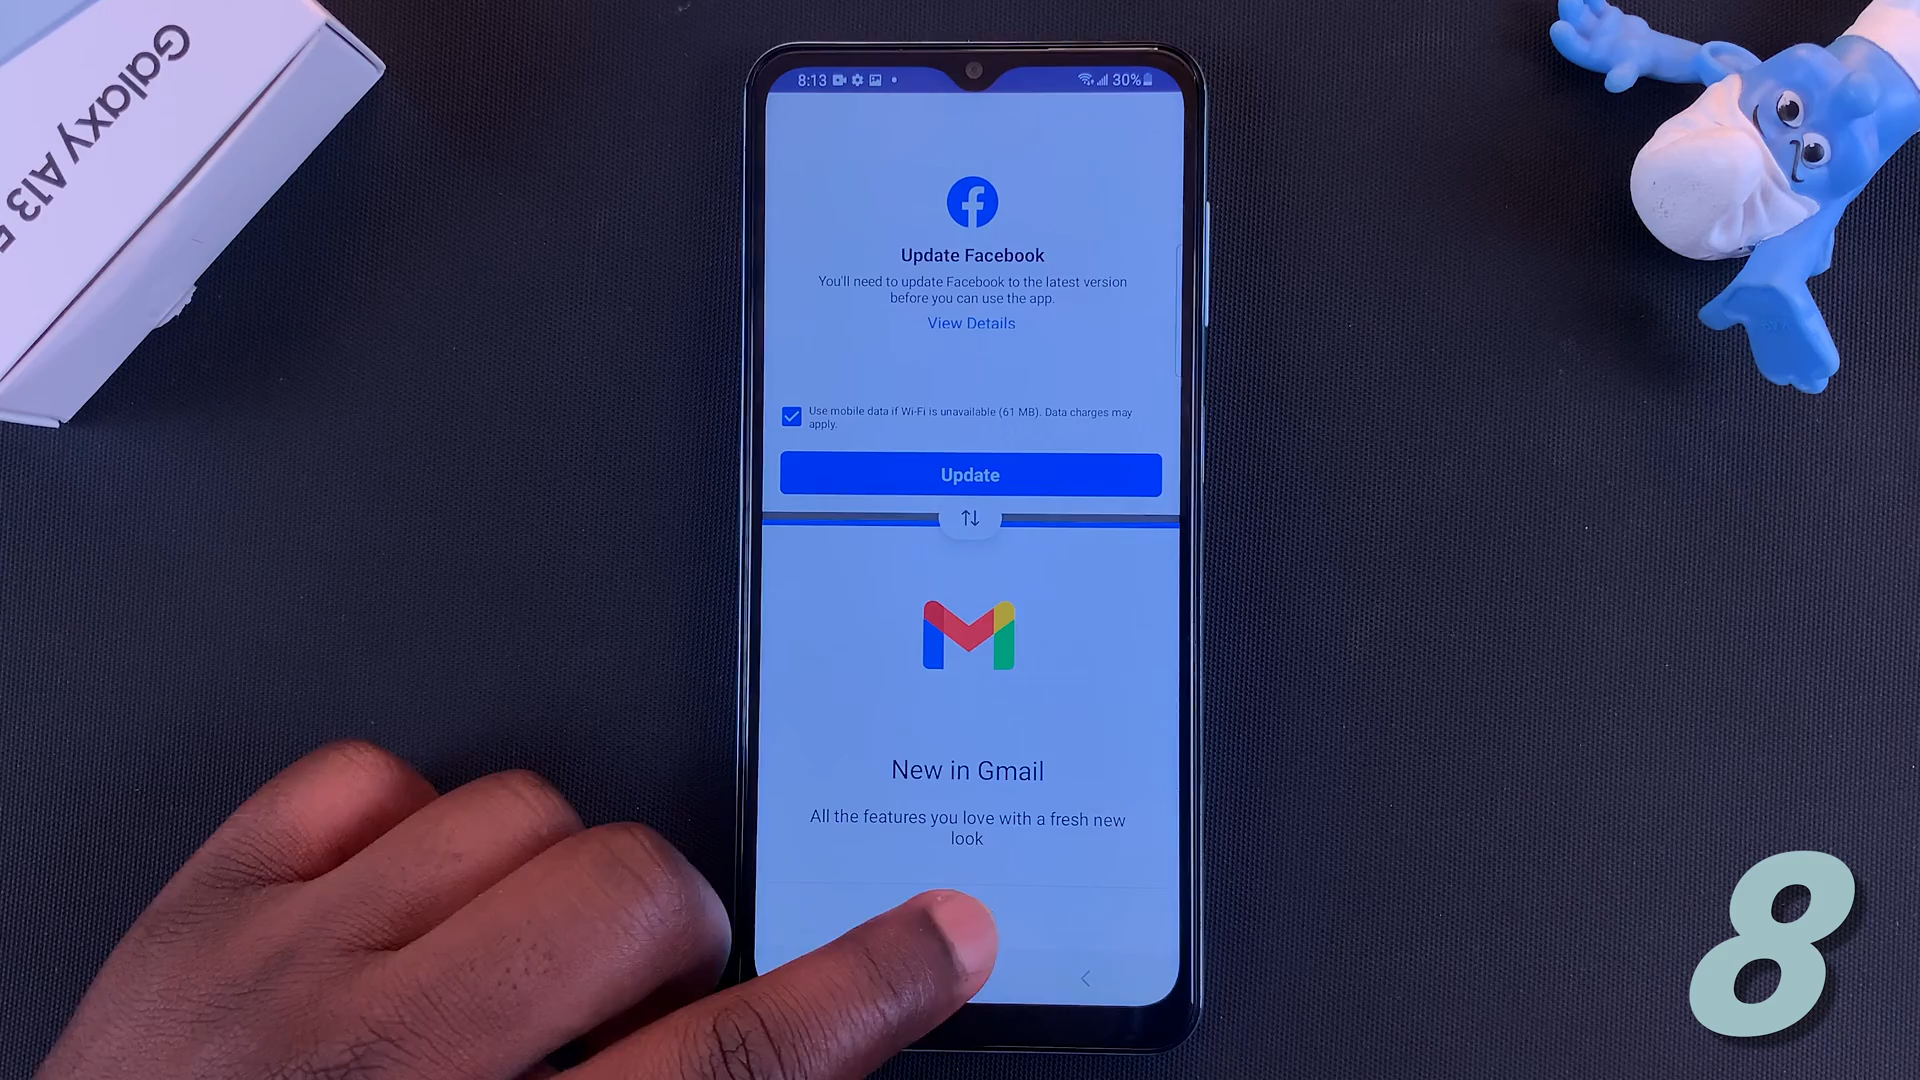 Galaxy A13 5
8:13
30%
Update Facebook
You'll need to update Facebook to the latest version
before you can use the app.
View Details
Use mobile data if Wi-Fi is unavailable (61 MB). Data charges may
apply.
Update
New in Gmail
All the features you love with a fresh new
look
8